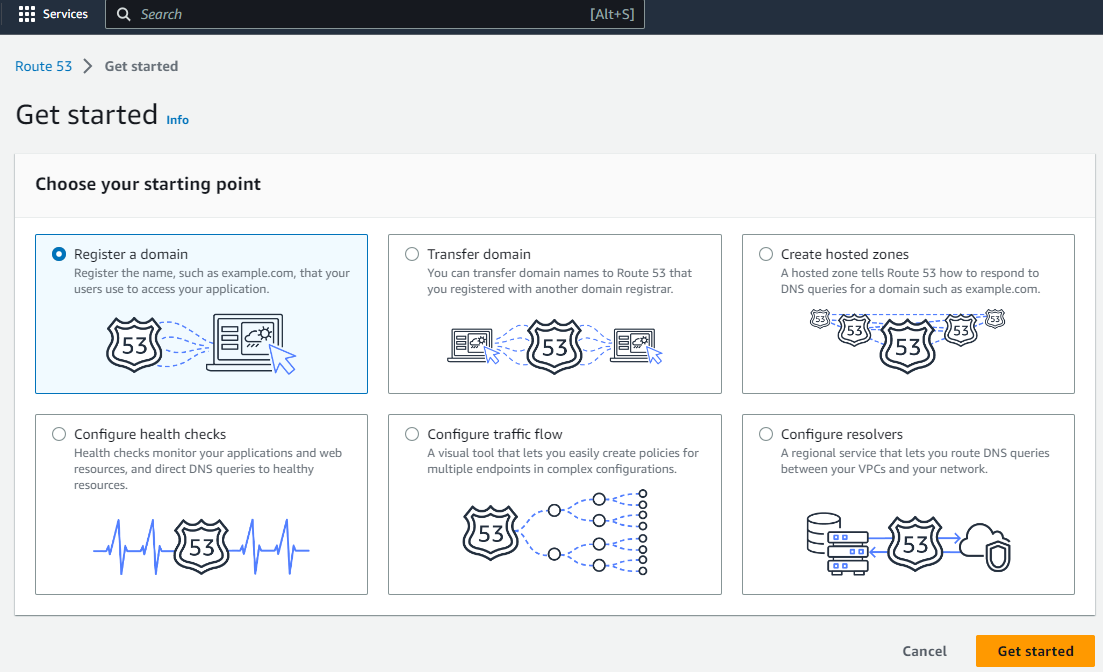 Services
Search
[Alt+S]
Route 53 > Get started
Get started Info
Choose your starting point
Register a domain
Register the name, such as example.com, that your
users use to access your application.
53
Transfer domain
You can transfer domain names to Route 53 that
you registered with another domain registrar.
53
Create hosted zones
A hosted zone tells Route 53 how to respond to
DNS queries for a domain such as example.com.
53 53 53 53 53
Configure health checks
Health checks monitor your applications and web
resources, and direct DNS queries to healthy
resources.
53
Configure traffic flow
A visual tool that lets you easily create policies for
multiple endpoints in complex configurations.
53
Configure resolvers
A regional service that lets you route DNS queries
between your VPCs and your network.
53
Cancel
Get started